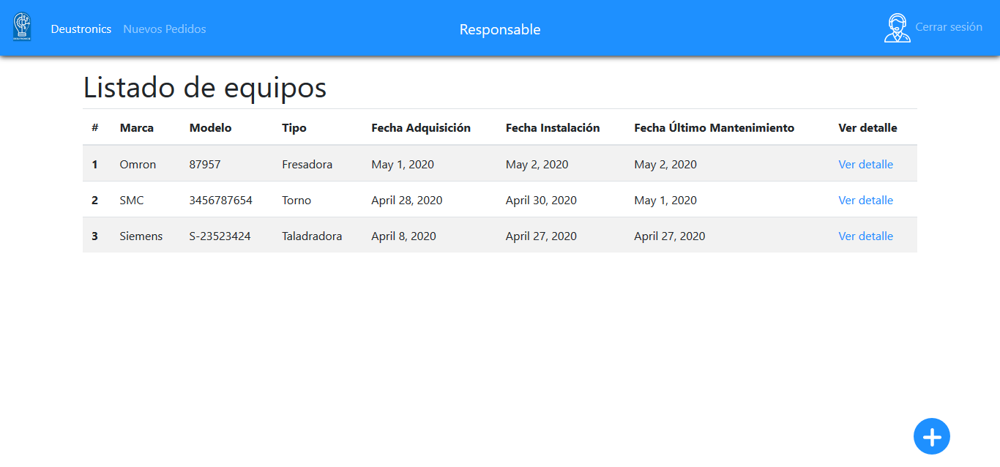 DEUSTRONICS
Deustronics Nuevos Pedidos Responsable Cerrar sesión
Listado de equipos
# Marca Modelo Tipo Fecha Adquisición Fecha Instalación Fecha Último Mantenimiento Ver detalle
1 Omron 87957 Fresadora May 1, 2020 May 2, 2020 May 2, 2020 Ver detalle
2 SMC 3456787654 Torno April 28, 2020 April 30, 2020 May 1, 2020 Ver detalle
3 Siemens S-23523424 Taladradora April 8, 2020 April 27, 2020 April 27, 2020 Ver detalle